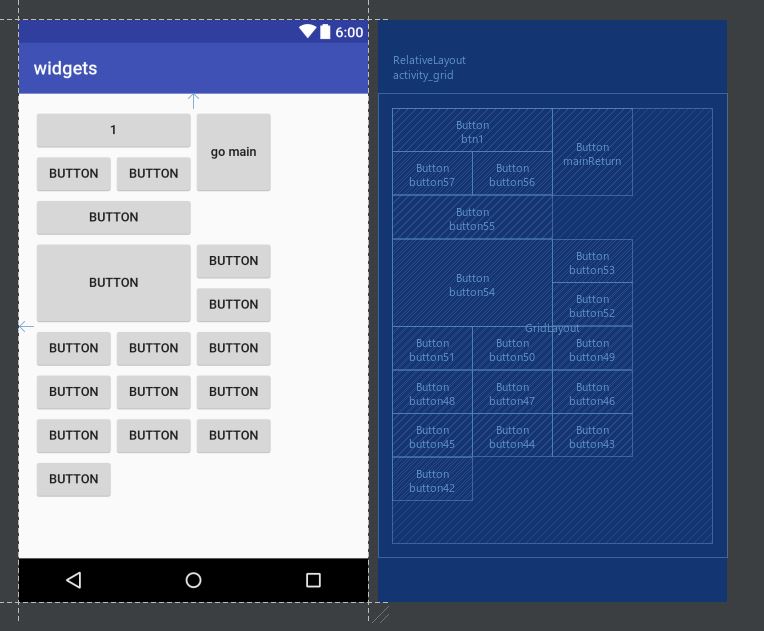 6:00
widgets
1
go main
BUTTON BUTTON
BUTTON
BUTTON
BUTTON
BUTTON
BUTTON BUTTON BUTTON
BUTTON BUTTON BUTTON
BUTTON BUTTON BUTTON
BUTTON
RelativeLayout
activity_grid
Button
btn1
Button
mainReturn
Button
button57
Button
button56
Button
button55
Button
button54
Button
button53
Button
button52
GridLayout
Button
button51
Button
button50
Button
button49
Button
button48
Button
button47
Button
button46
Button
button45
Button
button44
Button
button43
Button
button42